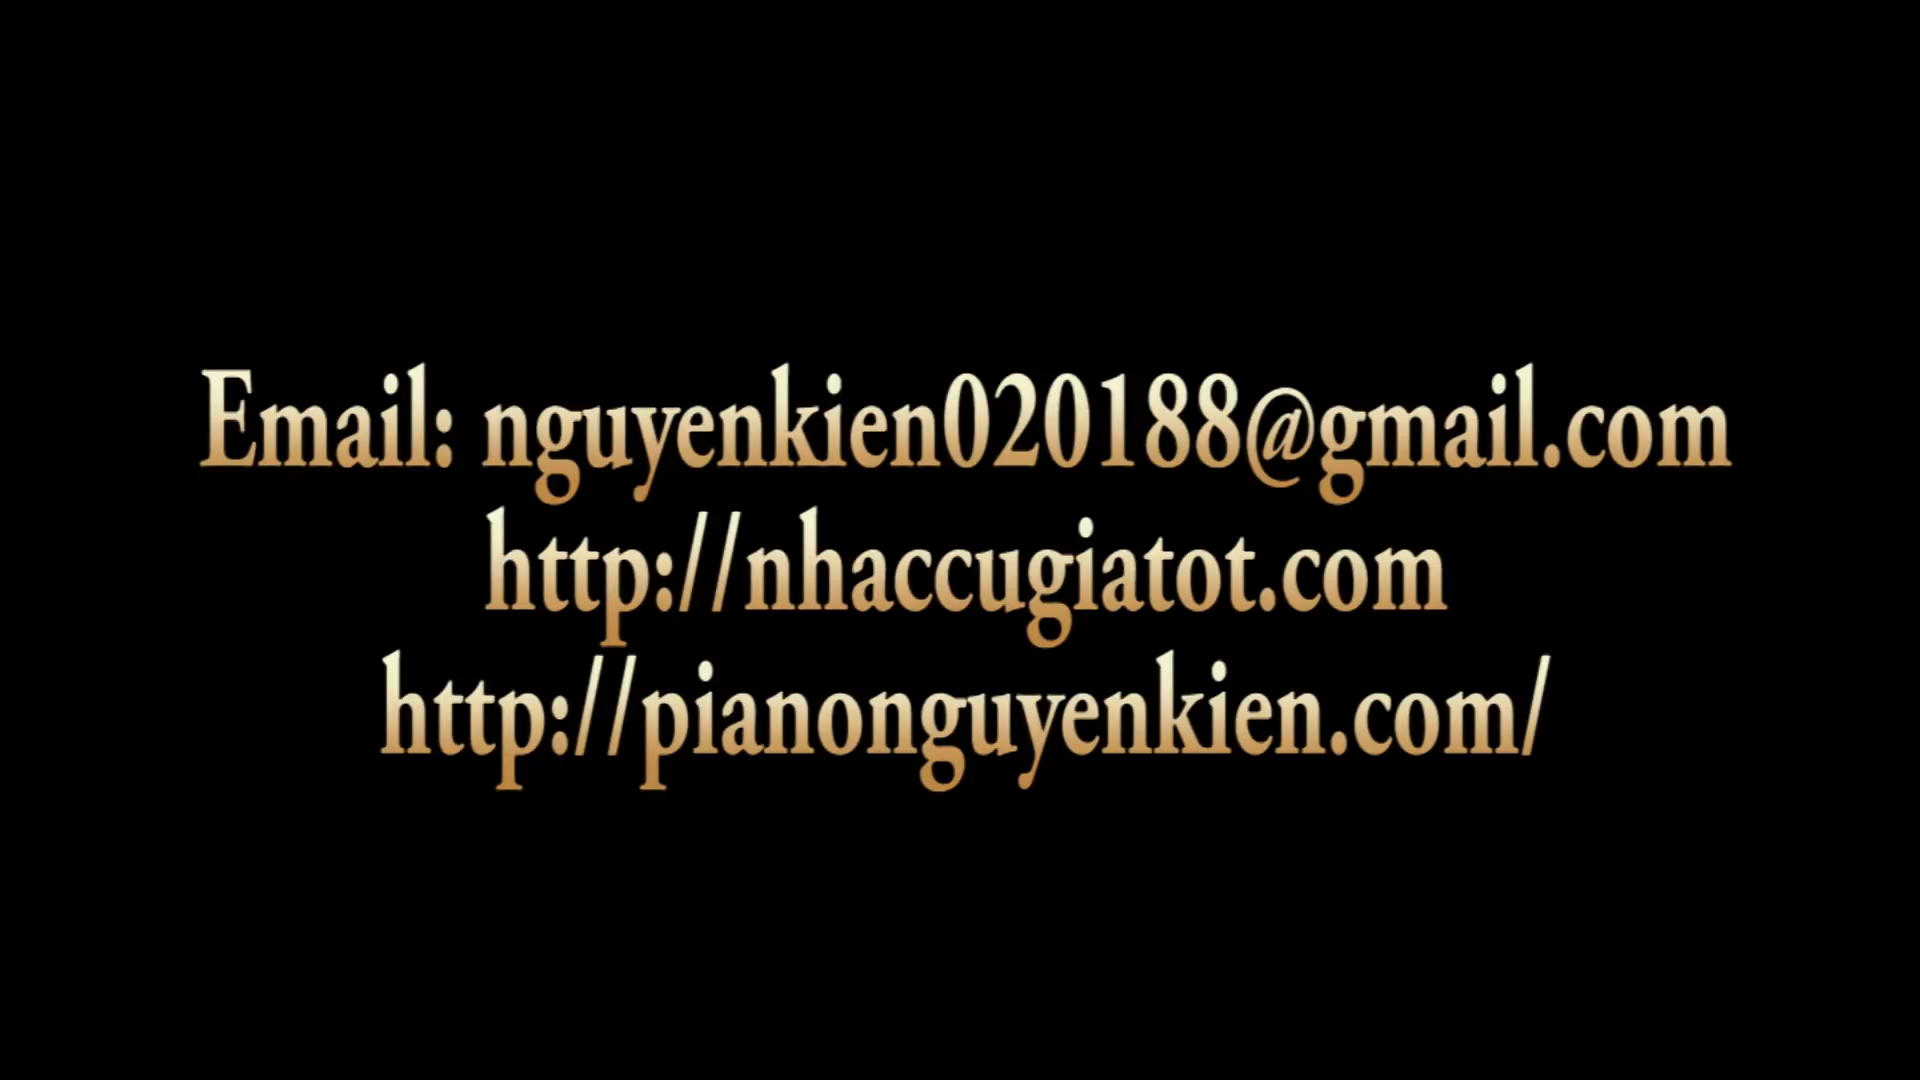 Email: nguyenkien020188@gmail.com
http://nhaccugiatot.com
http://pianonguyenkien.com/